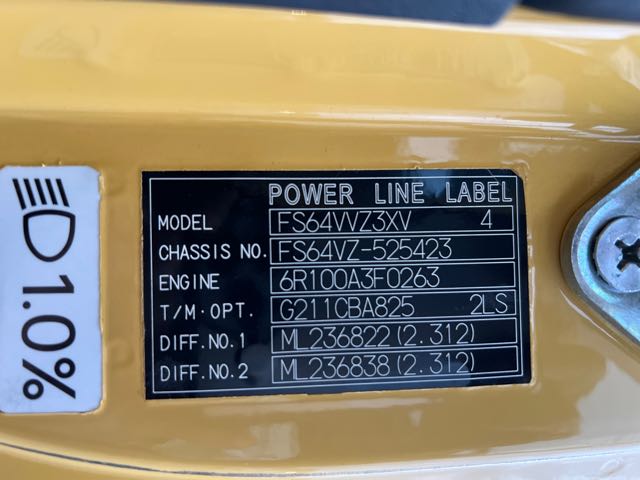 POWER LINE LABEL
MODEL FS64VVZ3XV 4
CHASSIS NO. FS64VZ-525423
ENGINE 6R100A3F0263
T/M·OPT. G211CBA825 2LS
DIFF.NO.1 ML236822(2.312)
DIFF.NO.2 ML236838(2.312)
1.0%